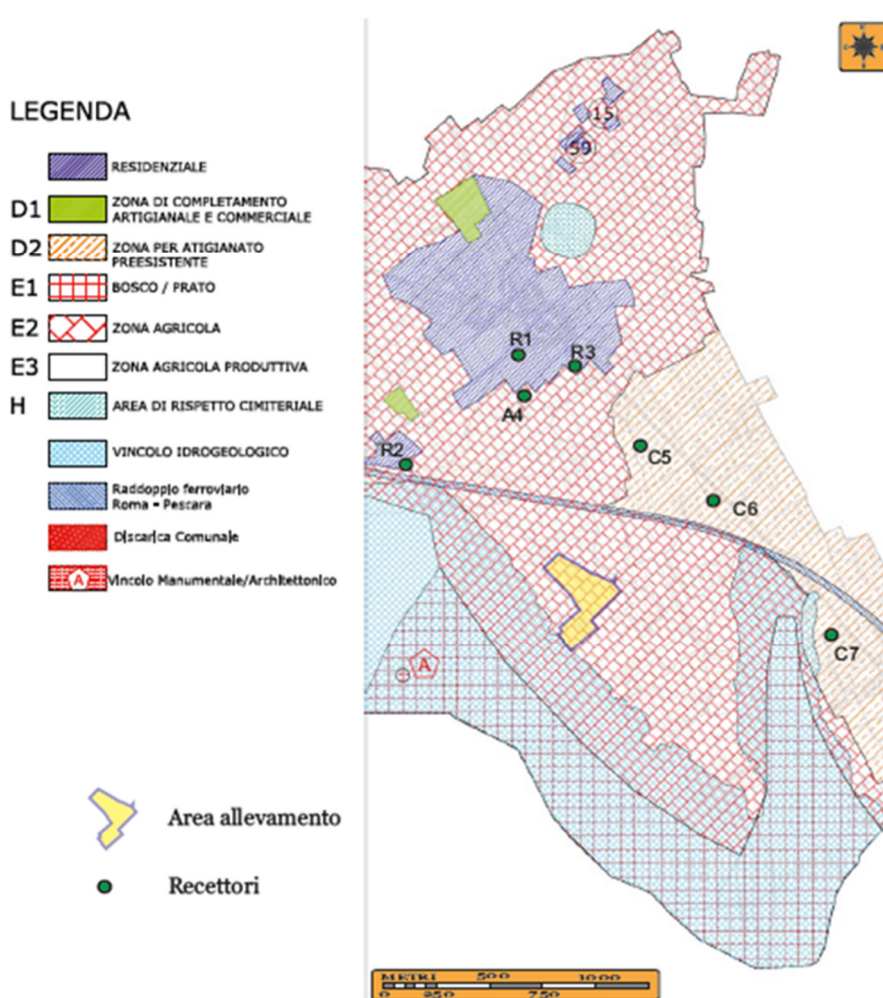 LEGENDA
RESIDENZIALE
D1 ZONA DI COMPLETAMENTO
ARTIGIANALE E COMMERCIALE
D2 ZONA PER ATIGIANATO
PREESISTENTE
E1 BOSCO / PRATO
E2 ZONA AGRICOLA
E3 ZONA AGRICOLA PRODUTTIVA
H AREA DI RISPETTO CIMITERIALE
VINCOLO IDROGEOLOGICO
Raddoppio ferroviario
Roma - Pescara
Discarica Comunale
A Vincolo Manumentale/Architettonico
Area allevamento
Recettori
15
59
R1
R3
A4
R2
C5
C6
C7
A
METRI 500 1000
0 250 750